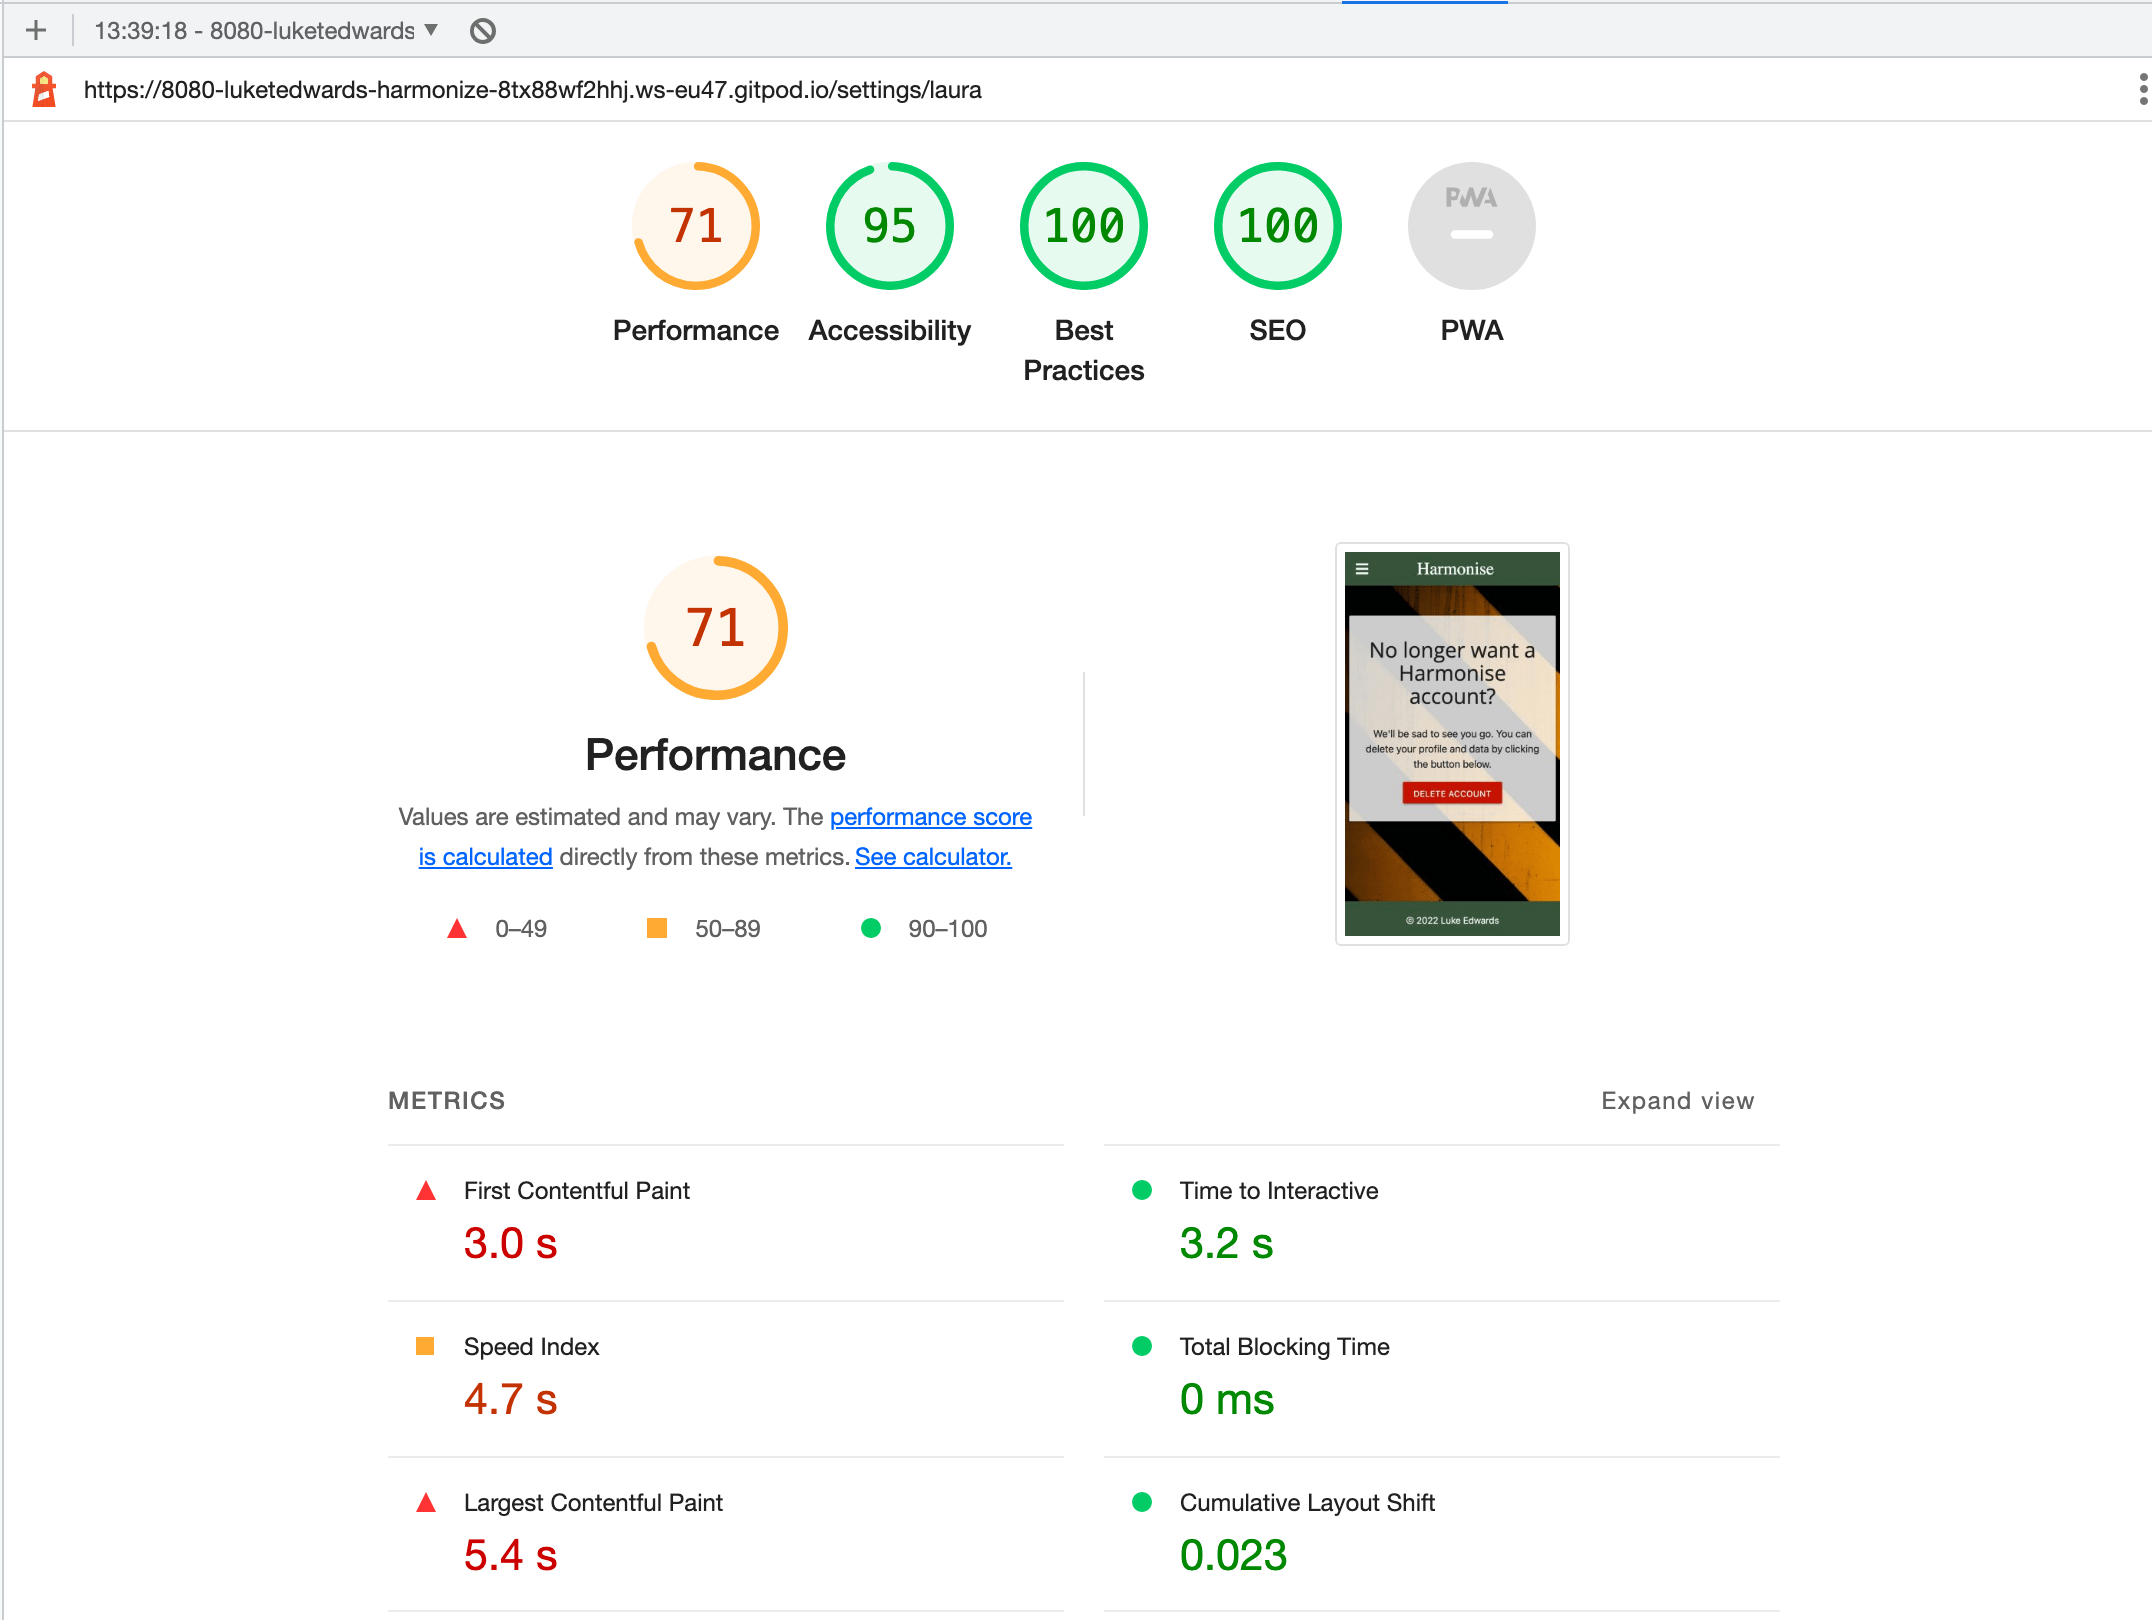 13:39:18 - 8080-luketedwards
https://8080-luketedwards-harmonize-8tx88wf2hhj.ws-eu47.gitpod.io/settings/laura
71
95
100
100
PWA
Performance
Accessibility
Best
Practices
SEO
PWA
71
Performance
Values are estimated and may vary. The performance score
is calculated directly from these metrics. See calculator.
0–49
50–89
90–100
Harmonise
No longer want a
Harmonise
account?
We'll be sad to see you go. You can
delete your profile and data by clicking
the button below.
DELETE ACCOUNT
© 2022 Luke Edwards
METRICS
Expand view
First Contentful Paint
3.0 s
Time to Interactive
3.2 s
Speed Index
4.7 s
Total Blocking Time
0 ms
Largest Contentful Paint
5.4 s
Cumulative Layout Shift
0.023